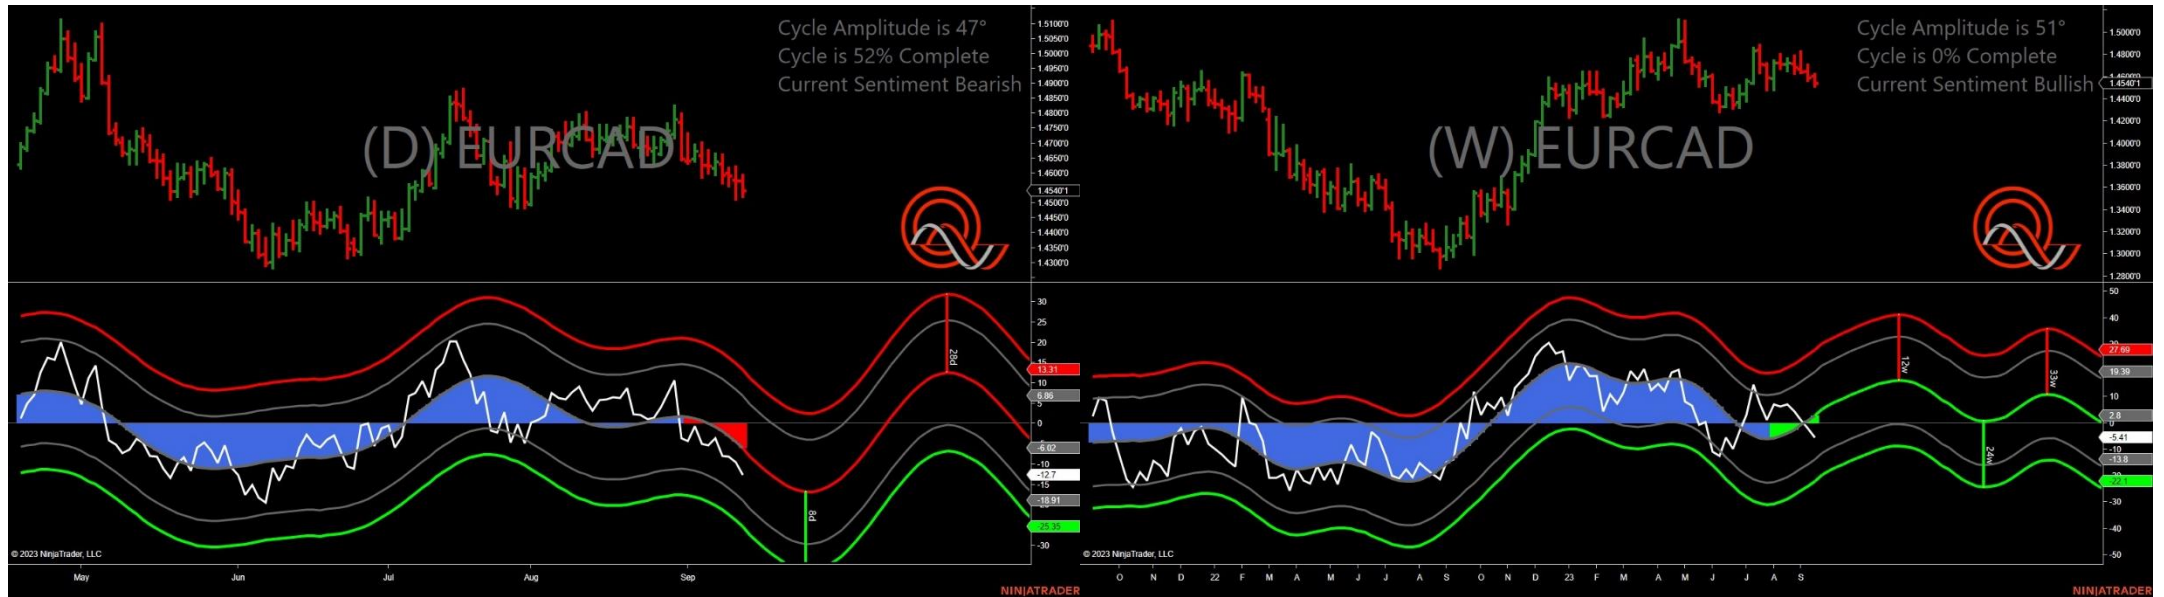 Cycle Amplitude is 47°
Cycle is 52% Complete
Current Sentiment Bearish
(D) EURCAD
1.5100'0
1.5050'0
1.5000'0
1.4950'0
1.4900'0
1.4850'0
1.4800'0
1.4750'0
1.4650'0
1.4600'0
1.4540'1
1.4500'0
1.4450'0
1.4400'0
1.4350'0
1.4300'0
28d
8d
30
25
20
15
13.31
10
6.86
5
0
-6.02
-10
-12.7
-15
-18.91
-25.35
-30
© 2023 NinjaTrader, LLC
May
Jun
Jul
Aug
Sep
NINJATRADER
Cycle Amplitude is 51°
Cycle is 0% Complete
Current Sentiment Bullish
(W) EURCAD
1.5000'0
1.4800'0
1.4600'0
1.4540'1
1.4400'0
1.4200'0
1.4000'0
1.3800'0
1.3600'0
1.3400'0
1.3200'0
1.3000'0
1.2800'0
12w
33w
24w
50
40
27.69
19.39
10
2.8
0
-5.41
-10
-13.8
-20
-22.1
-30
-40
-50
© 2023 NinjaTrader, LLC
O N D 22 F M A M J J A S O N D 23 F M A M J J A S
NINJATRADER